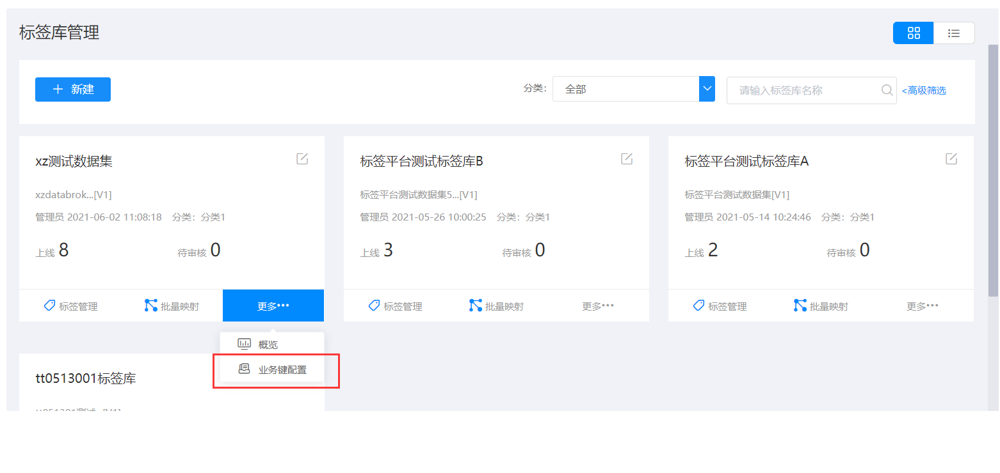 标签库管理
新建
分类： 全部 请输入标签库名称 <高级筛选
xz测试数据集
xzdatabrok...[V1]
管理员 2021-06-02 11:08:18 分类：分类1
上线 8 待审核 0
标签管理 批量映射 更多•••
标签平台测试标签库B
标签平台测试数据集5...[V1]
管理员 2021-05-26 10:00:25 分类：分类1
上线 3 待审核 0
标签管理 批量映射 更多•••
标签平台测试标签库A
标签平台测试数据集[V1]
管理员 2021-05-14 10:24:46 分类：分类1
上线 2 待审核 0
标签管理 批量映射 更多•••
概览
业务键配置
tt0513001标签库